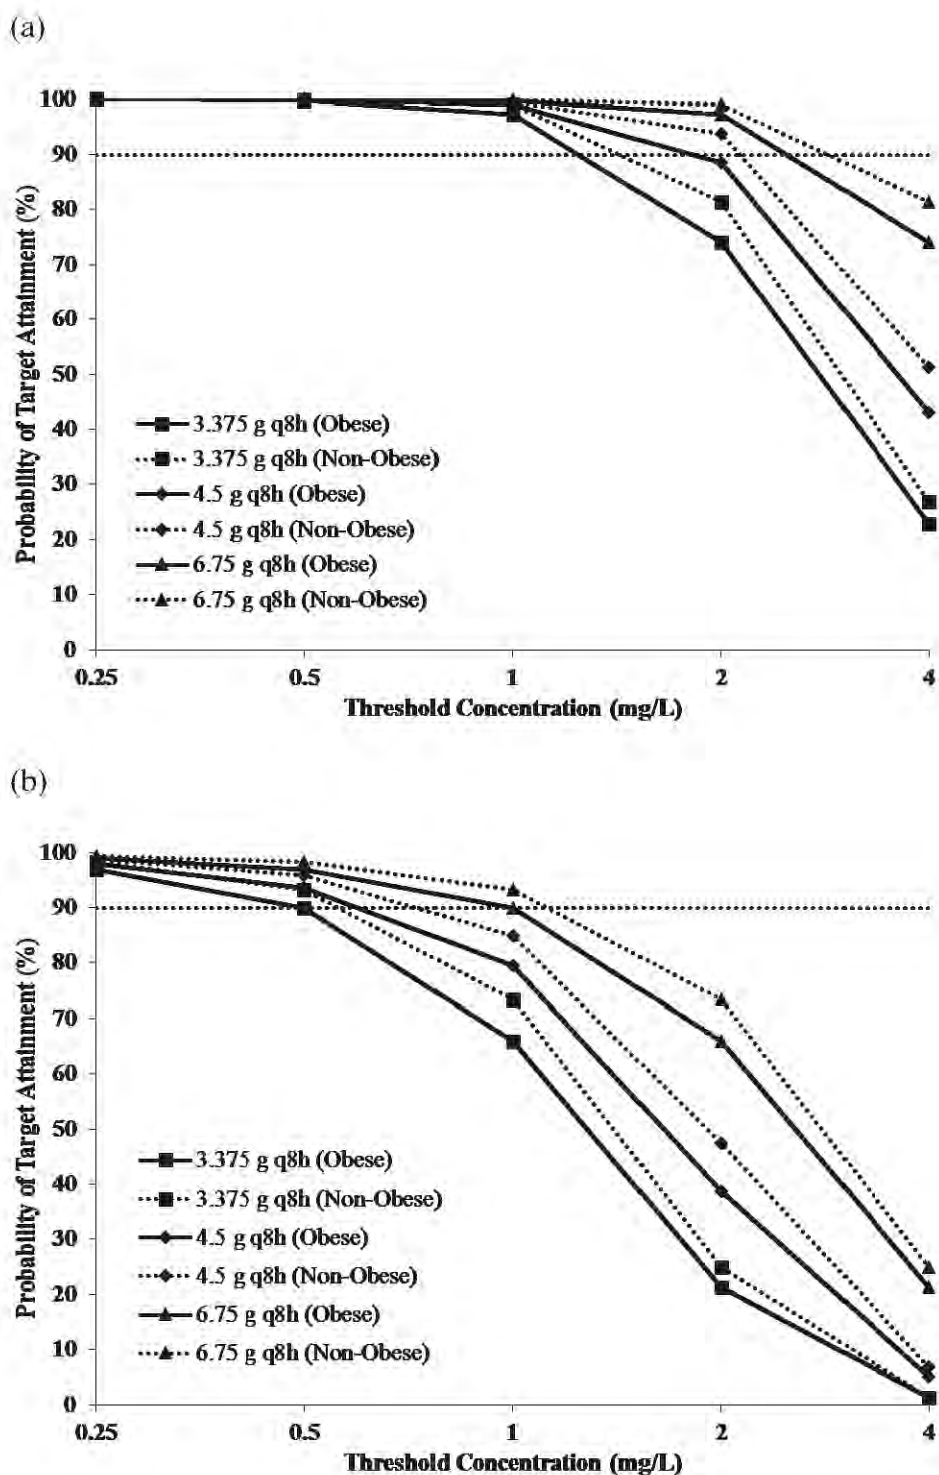 (a)
100
90
80
70
60
50
40
30
20
10
0
Probability of Target Attainment (%)
3.375 g q8h (Obese)
3.375 g q8h (Non-Obese)
4.5 g q8h (Obese)
4.5 g q8h (Non-Obese)
6.75 g q8h (Obese)
6.75 g q8h (Non-Obese)
0.25 0.5 1 2 4
Threshold Concentration (mg/L)
(b)
100
90
80
70
60
50
40
30
20
10
0
Probability of Target Attainment (%)
3.375 g q8h (Obese)
3.375 g q8h (Non-Obese)
4.5 g q8h (Obese)
4.5 g q8h (Non-Obese)
6.75 g q8h (Obese)
6.75 g q8h (Non-Obese)
0.25 0.5 1 2 4
Threshold Concentration (mg/L)